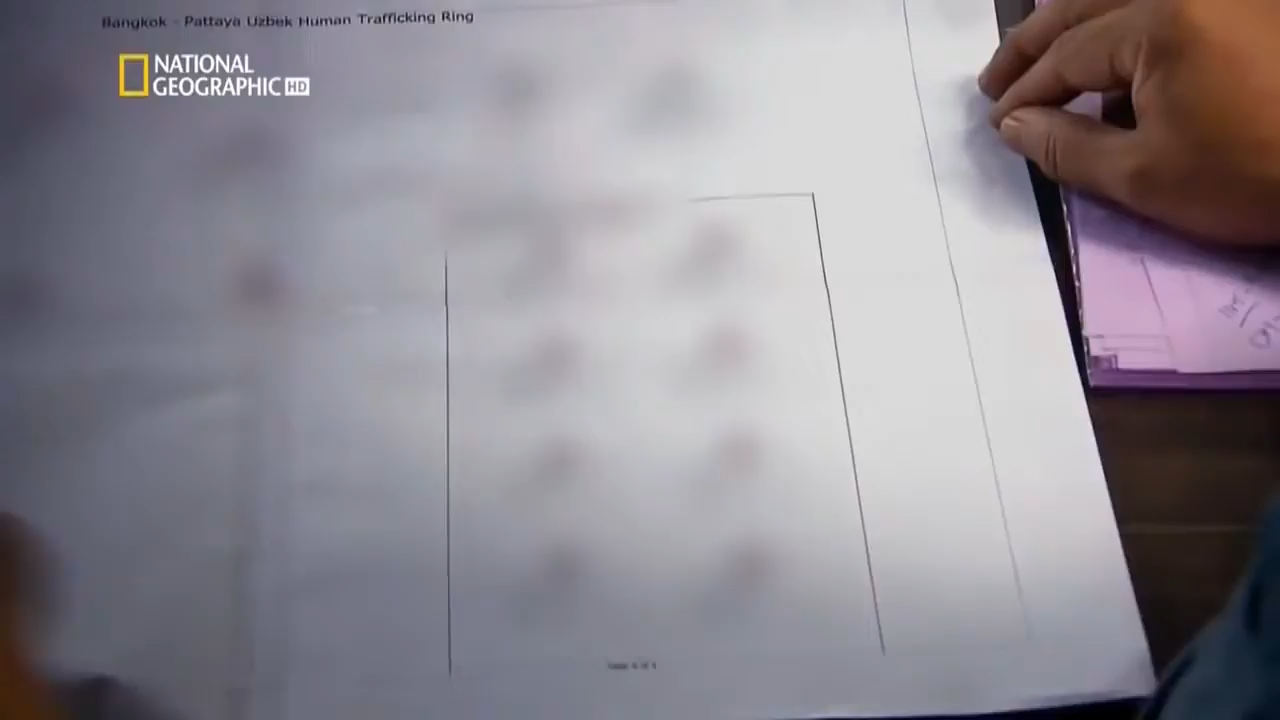 Bangkok - Pattaya Uzbek Human Trafficking Ring
NATIONAL
GEOGRAPHIC HD